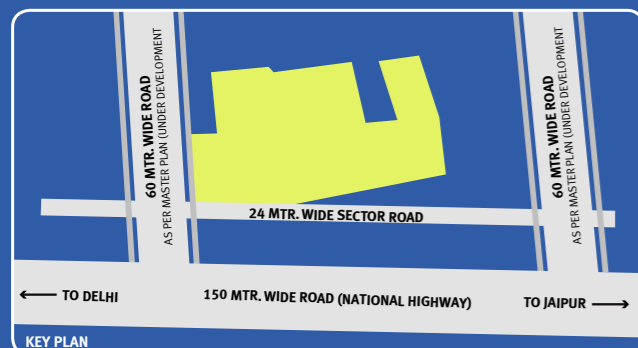 60 MTR. WIDE ROAD
AS PER MASTER PLAN (UNDER DEVELOPMENT
60 MTR. WIDE ROAD
AS PER MASTER PLAN (UNDER DEVELOPMENT
24 MTR. WIDE SECTOR ROAD
TO DELHI
150 MTR. WIDE ROAD (NATIONAL HIGHWAY)
TO JAIPUR
KEY PLAN